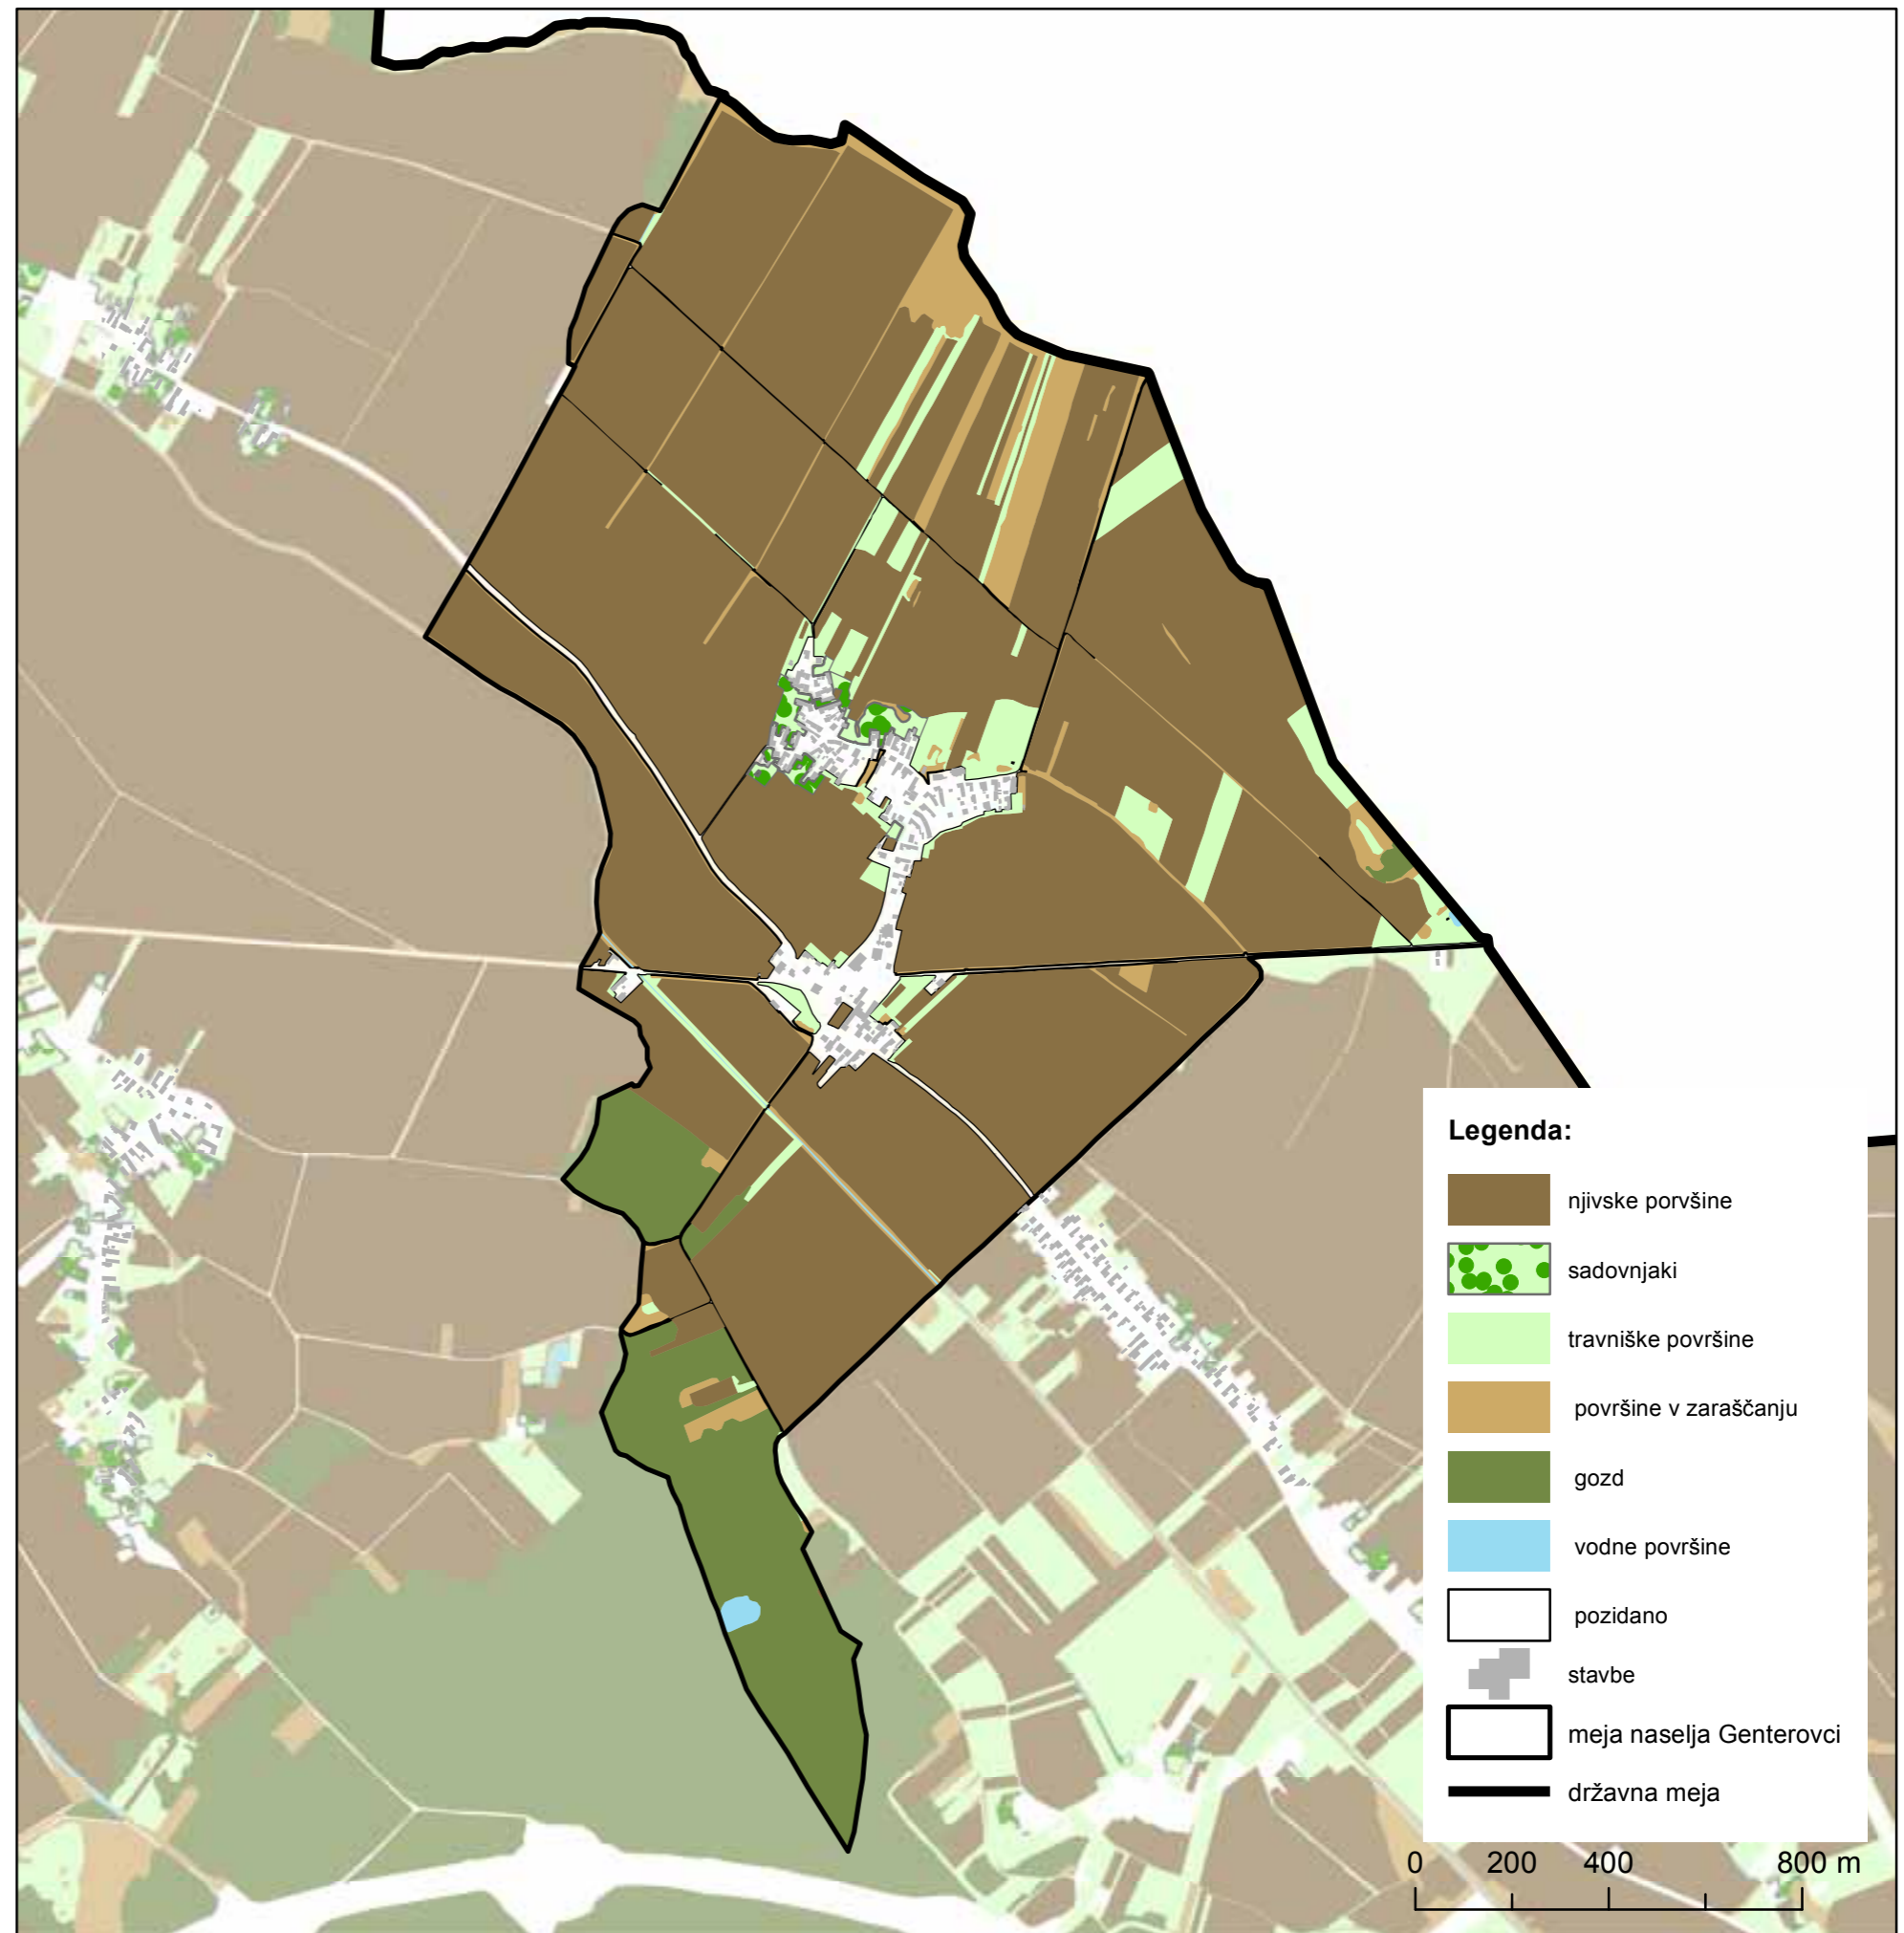 Legenda:
njivske porvšine
sadovnjaki
travniške površine
površine v zaraščanju
gozd
vodne površine
pozidano
stavbe
meja naselja Genterovci
državna meja
0 200 400 800 m